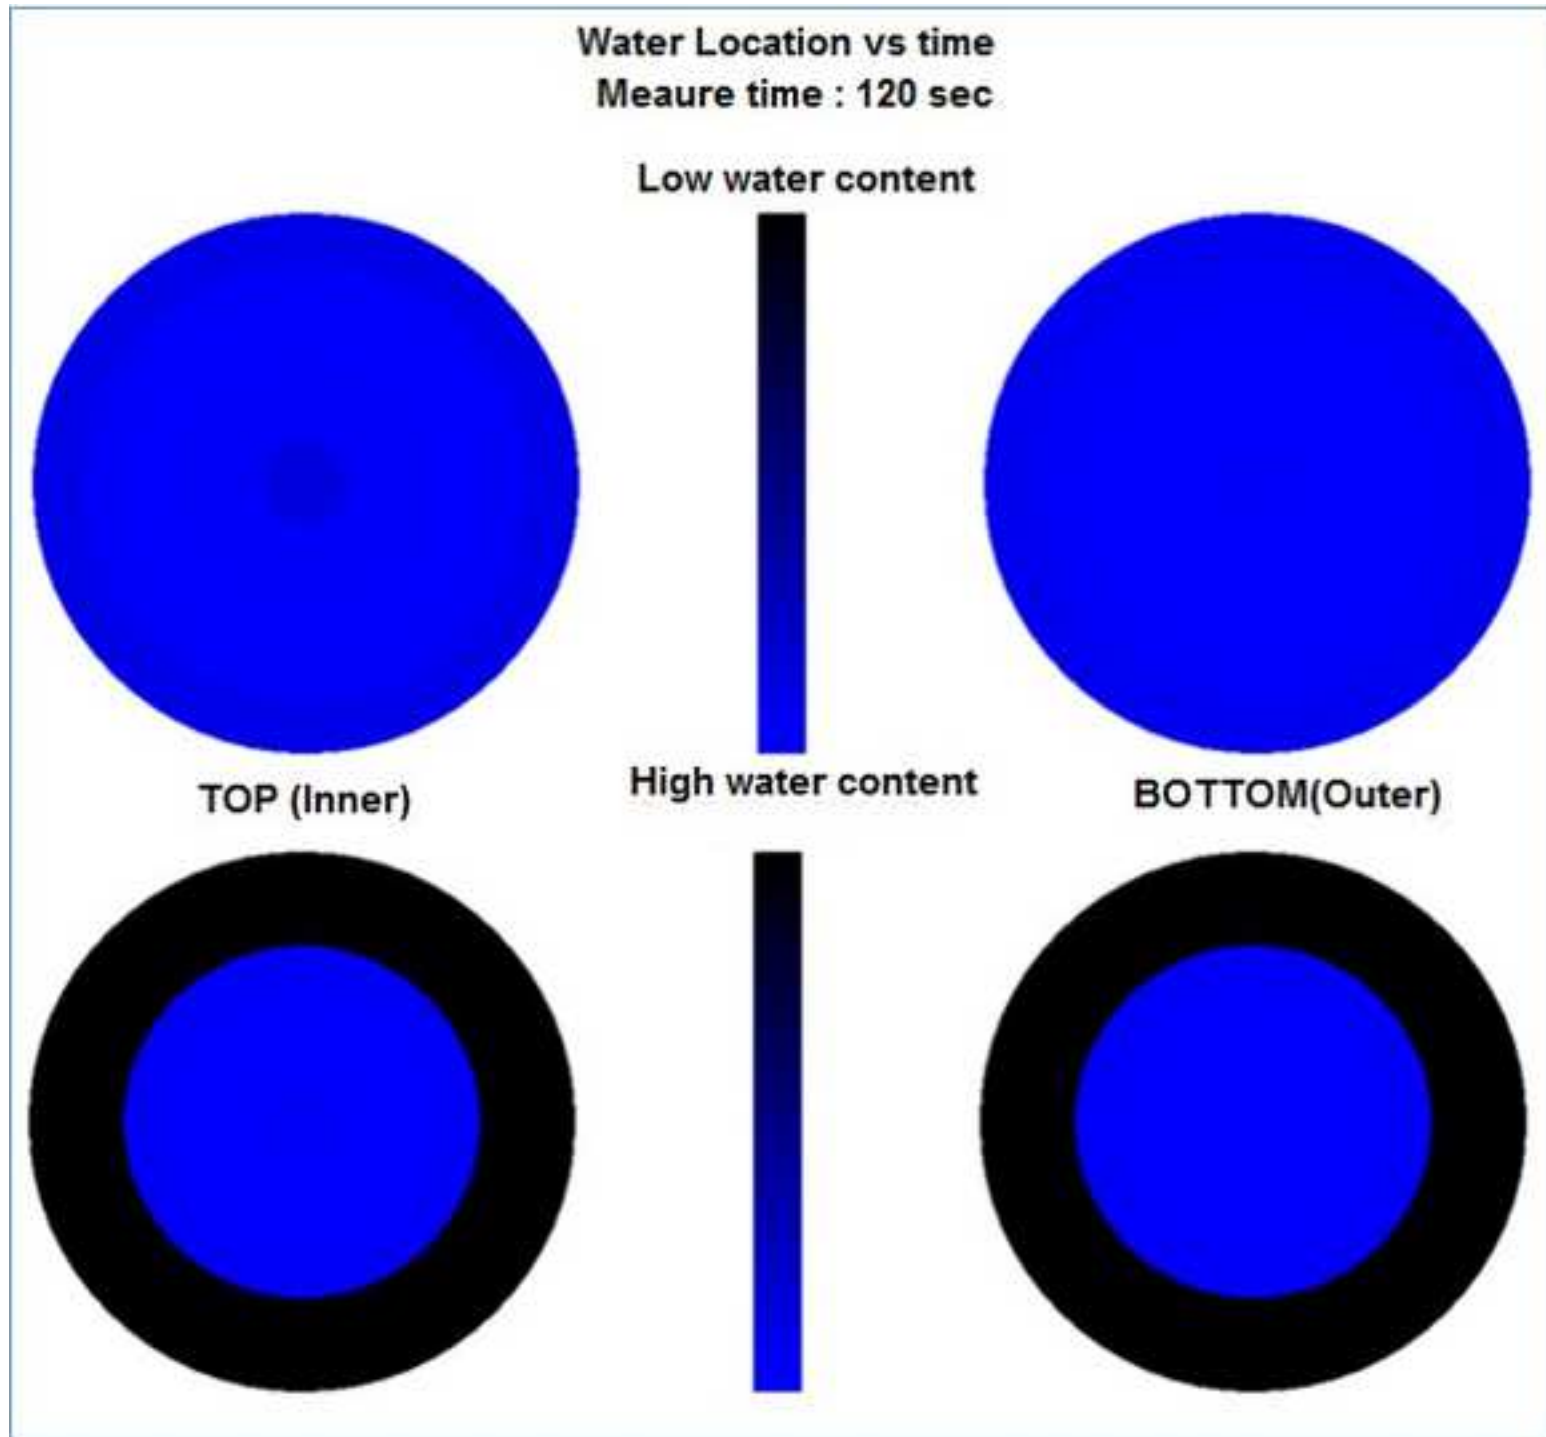 Water Location vs time
Meaure time : 120 sec
Low water content
High water content
TOP (Inner)
BOTTOM(Outer)